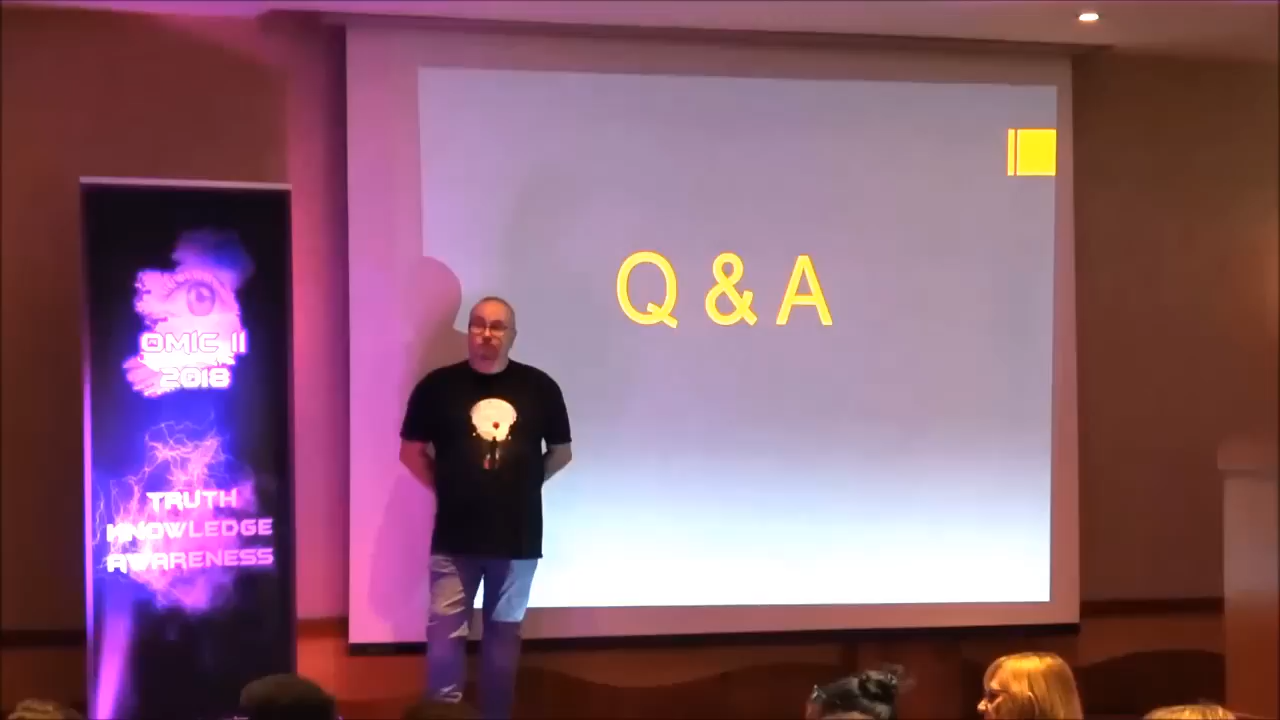 OMIC II
2018
TRUTH
KNOWLEDGE
AWARENESS
Q & A